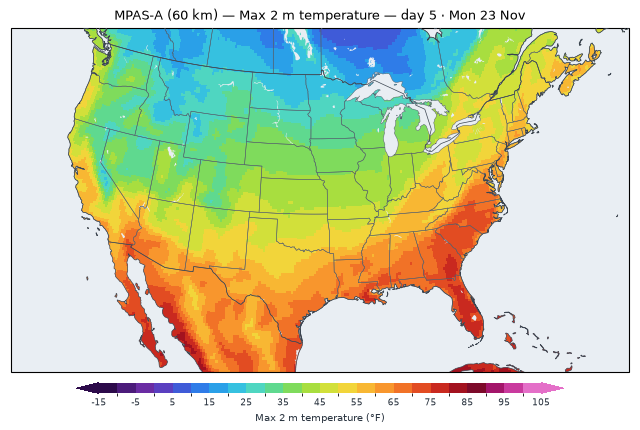 MPAS-A (60 km) — Max 2 m temperature — day 5 · Mon 23 Nov
-15 -5 5 15 25 35 45 55 65 75 85 95 105
Max 2 m temperature (°F)